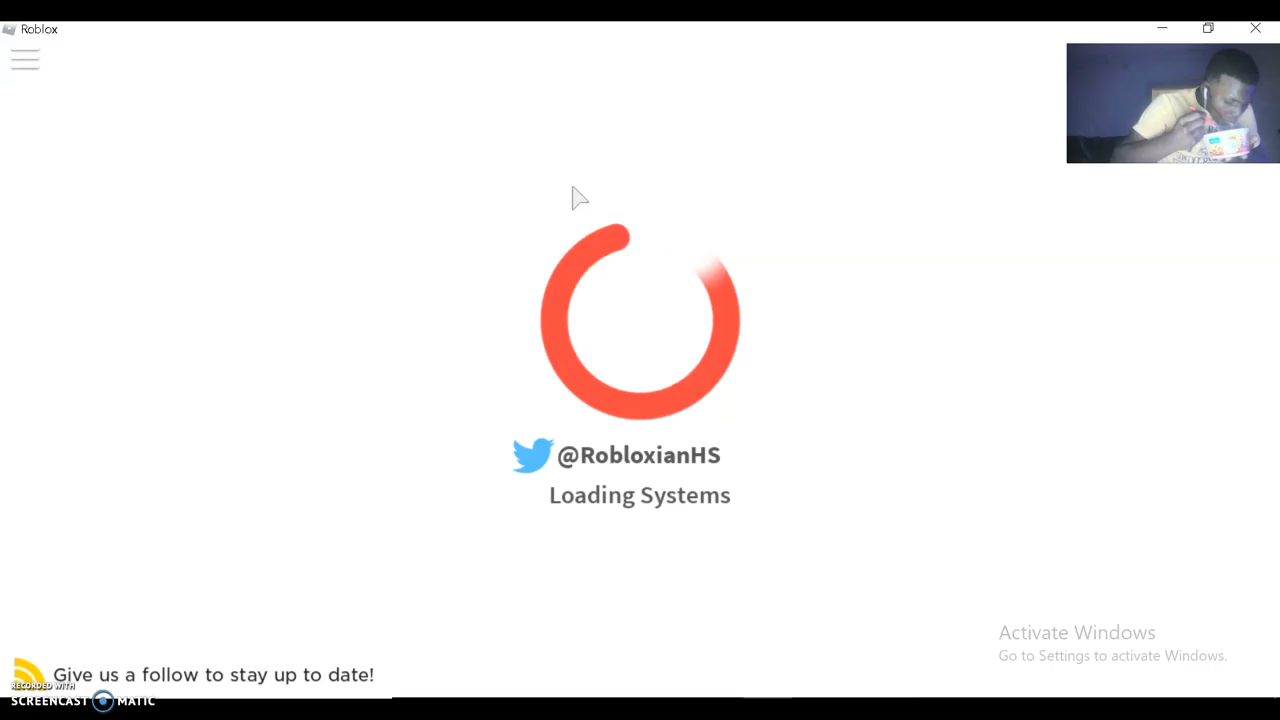 Roblox
@RobloxianHS
Loading Systems
Activate Windows
Go to Settings to activate Windows.
Give us a follow to stay up to date!
RECORDED WITH
SCREENCAST MATIC